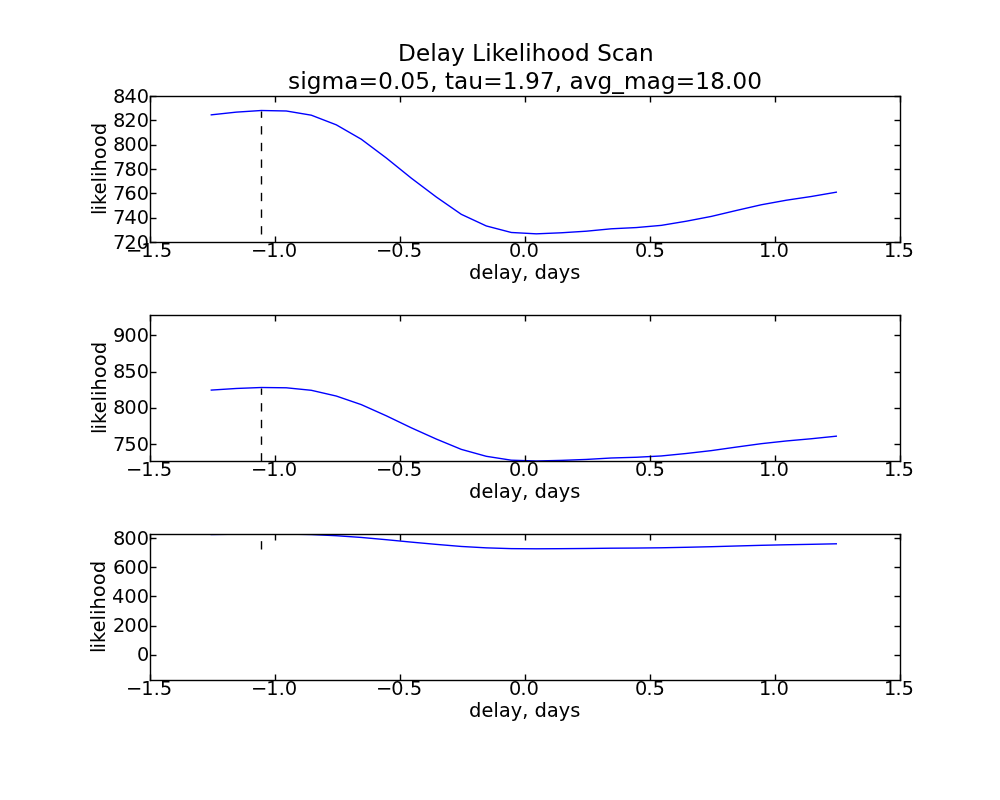 Delay Likelihood Scan
sigma=0.05, tau=1.97, avg_mag=18.00
840
820
800
780
760
740
720
likelihood
−1.5 −1.0 −0.5 0.0 0.5 1.0 1.5
delay, days
900
850
800
750
likelihood
−1.5 −1.0 −0.5 0.0 0.5 1.0 1.5
delay, days
800
600
400
200
0
likelihood
−1.5 −1.0 −0.5 0.0 0.5 1.0 1.5
delay, days